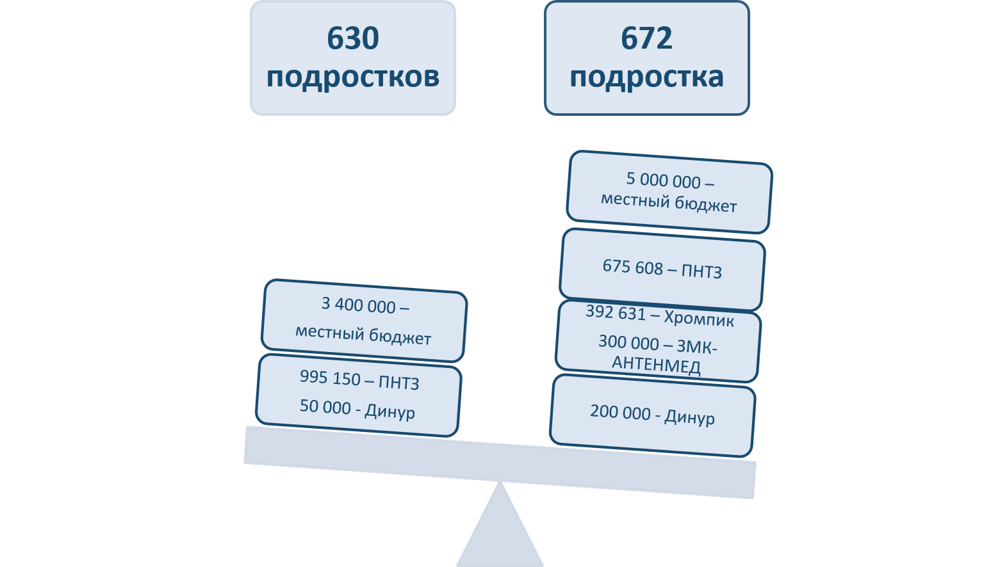 630
подростков
672
подростка
3 400 000 –
местный бюджет
995 150 – ПНТЗ
50 000 - Динур
5 000 000 –
местный бюджет
675 608 – ПНТЗ
392 631 – Хромпик
300 000 – ЗМК-
АНТЕНМЕД
200 000 - Динур